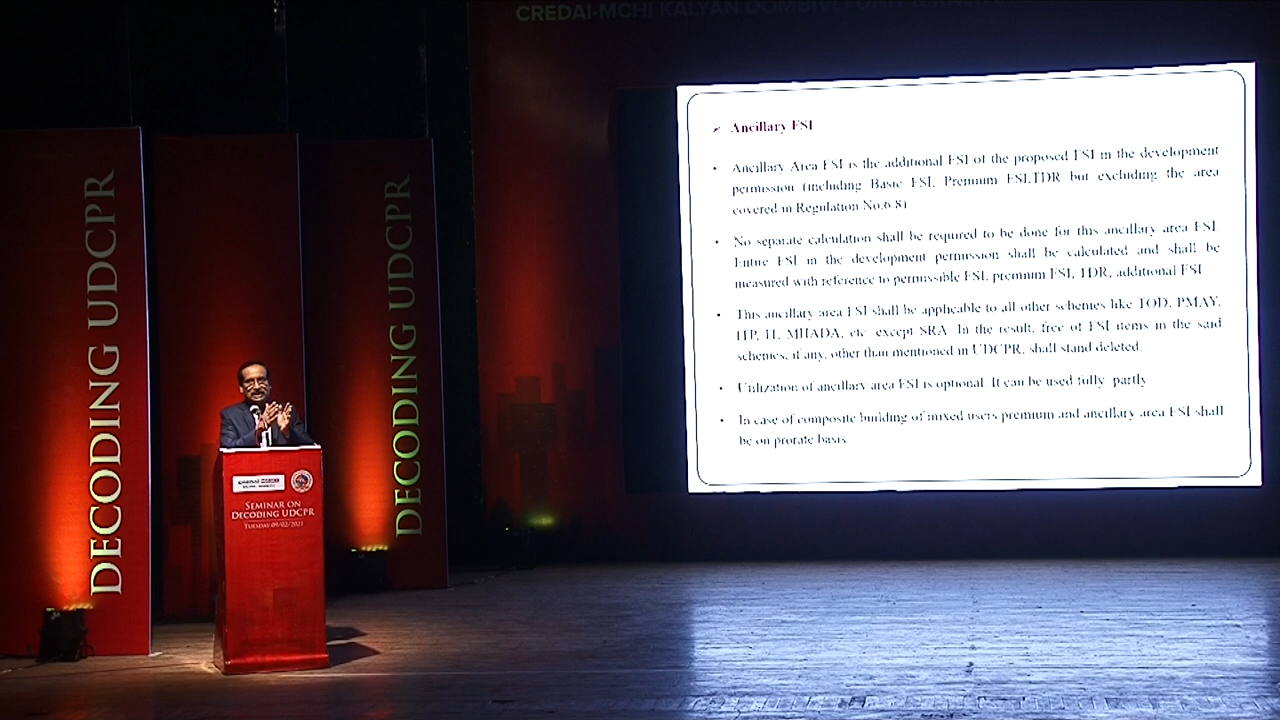 CREDAI-MCHI KALYAN DOMBIVLI UNIT &
DECODING UDCPR
DECODING UDCPR
SEMINAR ON
DECODING UDCPR
TUESDAY 09/02/2021
➢ Ancillary FSI
• Ancillary Area FSI is the additional FSI of the proposed FSI in the development
permission (including Basic FSI, Premium FSI,TDR but excluding the area
covered in Regulation No.6.8)
• No separate calculation shall be required to be done for this ancillary area FSI.
Entire FSI in the development permission shall be calculated and shall be
measured with reference to permissible FSI, premium FSI, TDR, additional FSI
• This ancillary area FSI shall be applicable to all other schemes like TOD, PMAY,
ITP, IT, MHADA, etc. except SRA. In the result, free of FSI items in the said
schemes, if any, other than mentioned in UDCPR, shall stand deleted.
• Utilization of ancillary area FSI is optional. It can be used fully partly
• In case of composite building of mixed users premium and ancillary area FSI shall
be on prorate basis